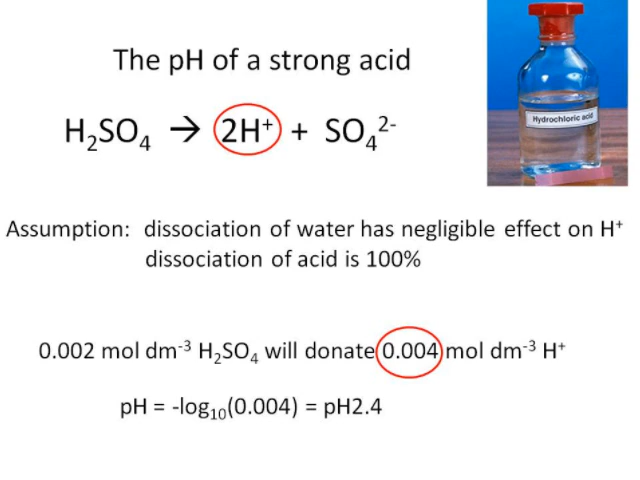 The pH of a strong acid
Hydrochloric acid
H₂SO₄ → 2H⁺ + SO₄²⁻
Assumption: dissociation of water has negligible effect on H⁺
dissociation of acid is 100%
0.002 mol dm⁻³ H₂SO₄ will donate 0.004 mol dm⁻³ H⁺
pH = -log₁₀(0.004) = pH2.4